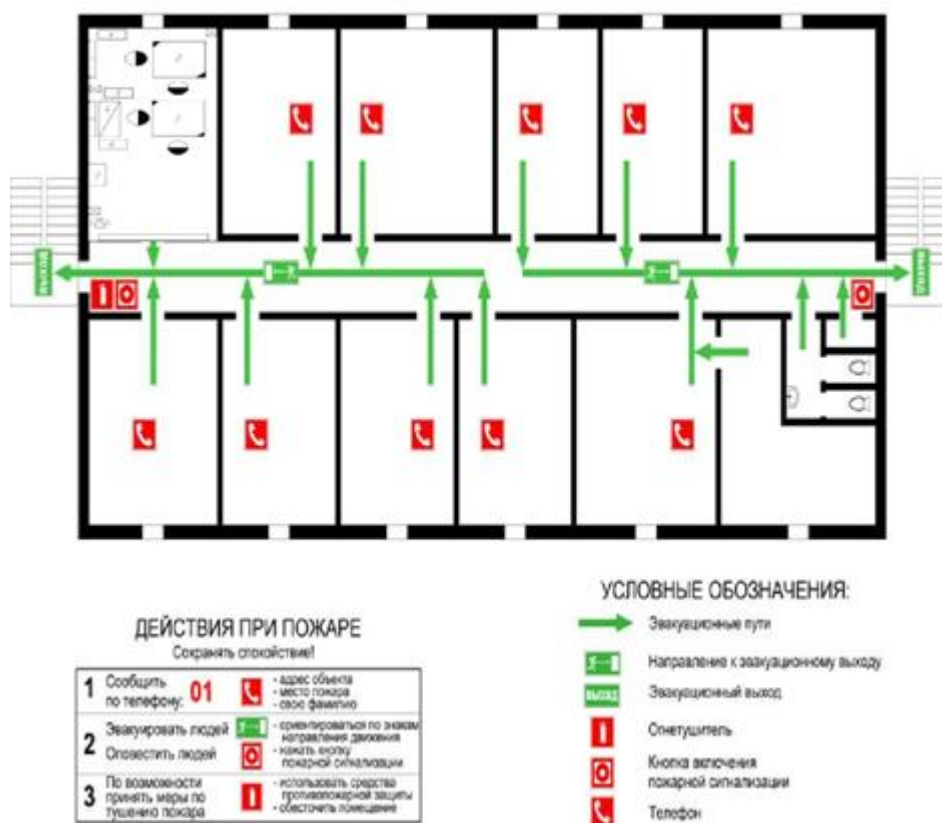 ВЫХОД
ВЫХОД
ДЕЙСТВИЯ ПРИ ПОЖАРЕ
Сохранять спокойствие!
1 Сообщить
по телефону: 01
- адрес объекта
- место пожара
- свою фамилию
2 Эвакуировать людей
Оповестить людей
- ориентироваться по знакам
направления движения
- нажать кнопку
пожарной сигнализации
3 По возможности
принять меры по
тушению пожара
- использовать средства
противопожарной защиты
- обесточить помещение
УСЛОВНЫЕ ОБОЗНАЧЕНИЯ:
Эвакуационные пути
Направление к эвакуационному выходу
ВЫХОД
Эвакуационный выход
Огнетушитель
Кнопка включения
пожарной сигнализации
Телефон